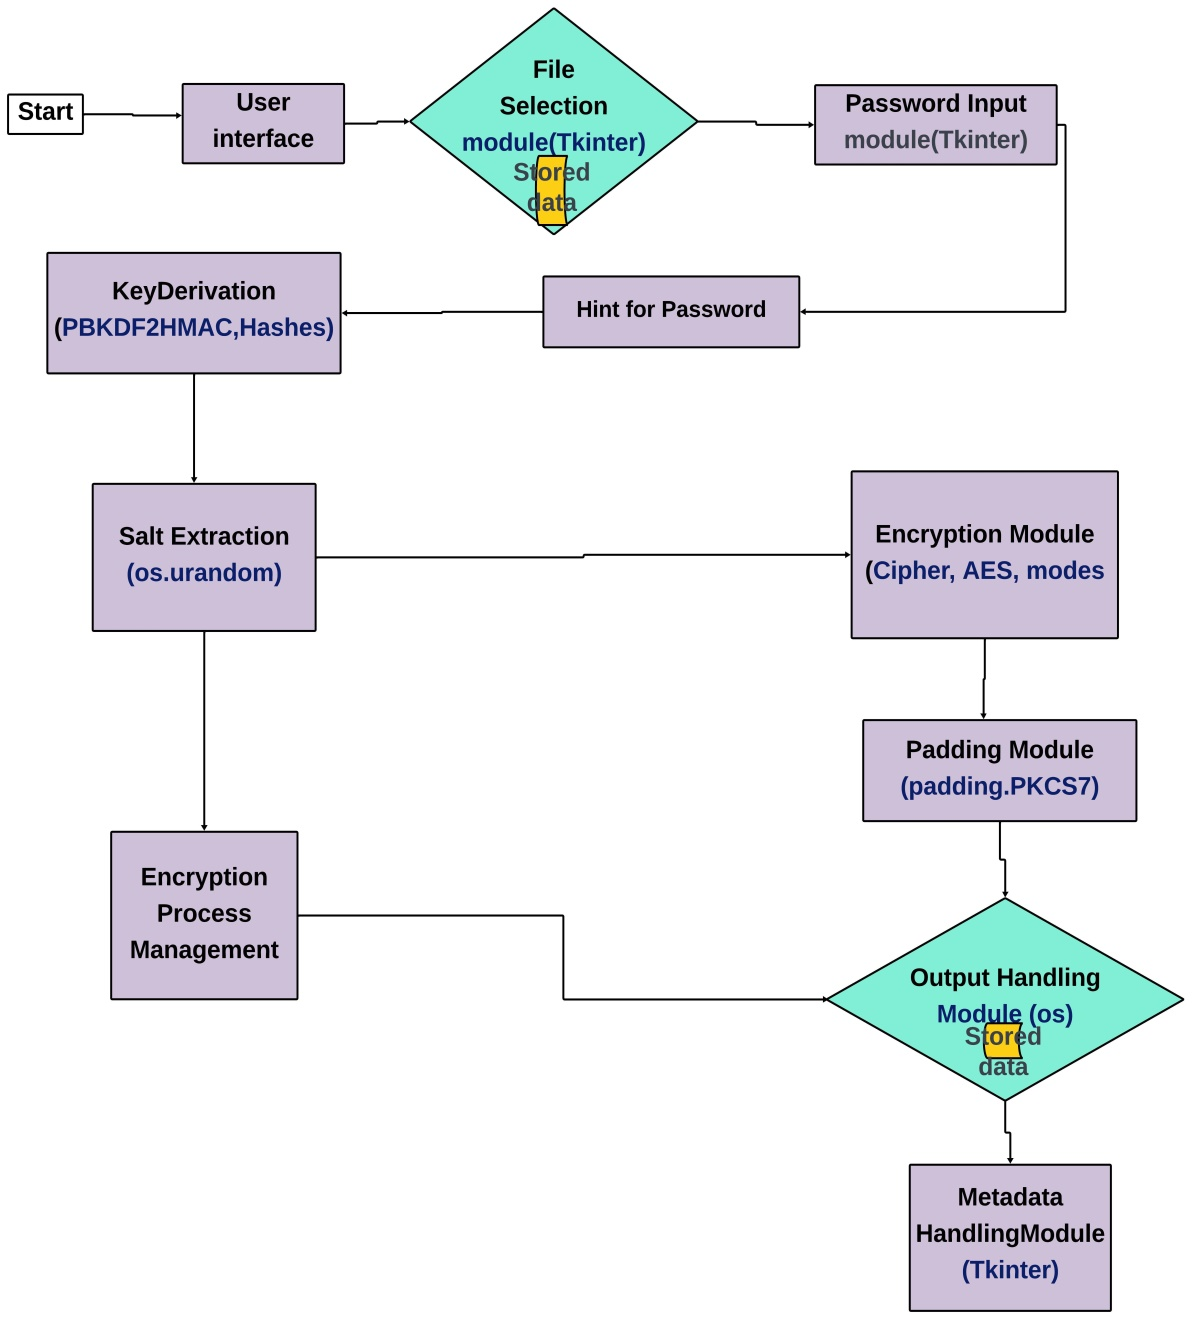 Start
User
interface
File
Selection
module(Tkinter)
Stored
data
Password Input
module(Tkinter)
KeyDerivation
(PBKDF2HMAC,Hashes)
Hint for Password
Salt Extraction
(os.urandom)
Encryption Module
(Cipher, AES, modes
Padding Module
(padding.PKCS7)
Encryption
Process
Management
Output Handling
Module (os)
Stored
data
Metadata
HandlingModule
(Tkinter)